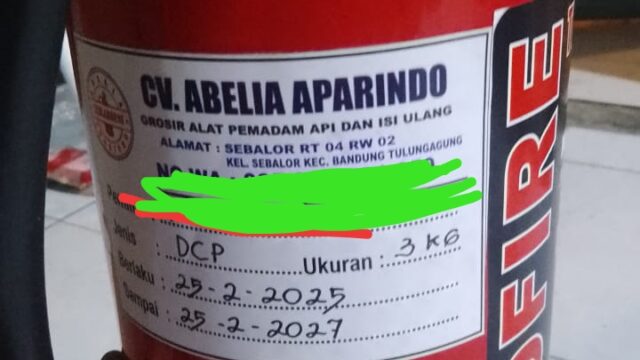 CV. ABELIA APARINDO
GROSIR ALAT PEMADAM API DAN ISI ULANG
ALAMAT : SEBALOR RT 04 RW 02
KEL. SEBALOR KEC. BANDUNG TULUNGAGUNG
Jenis : DCP Ukuran : 3 KG
Berlaku : 25-2-2025
Sampai : 25-2-2027
FIRE